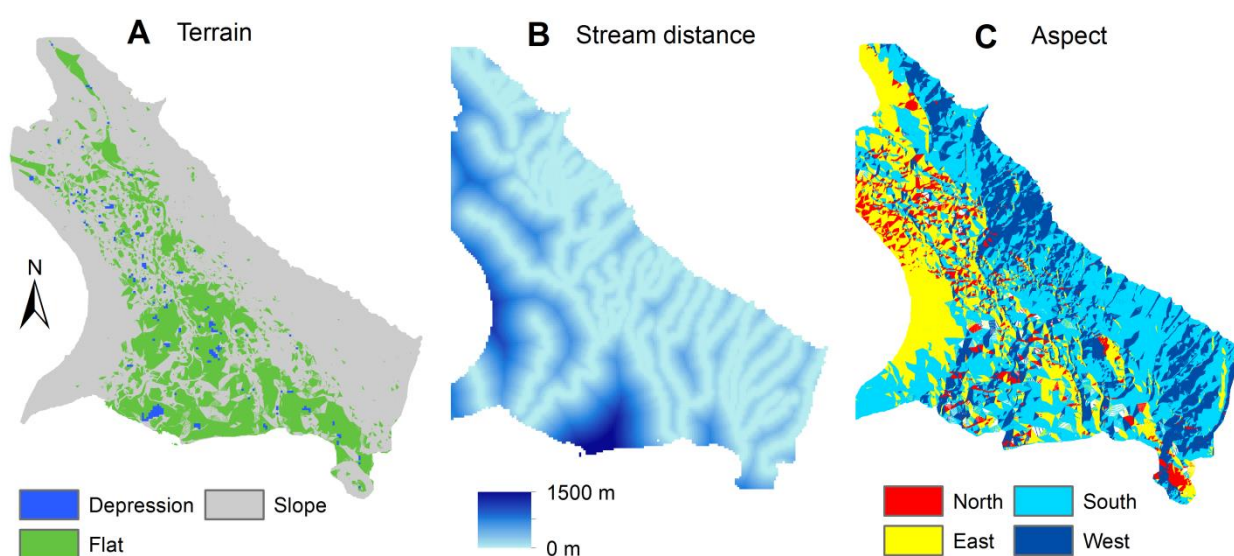 A Terrain
B Stream distance
C Aspect
N
Depression
Slope
Flat
1500 m
0 m
North
South
East
West